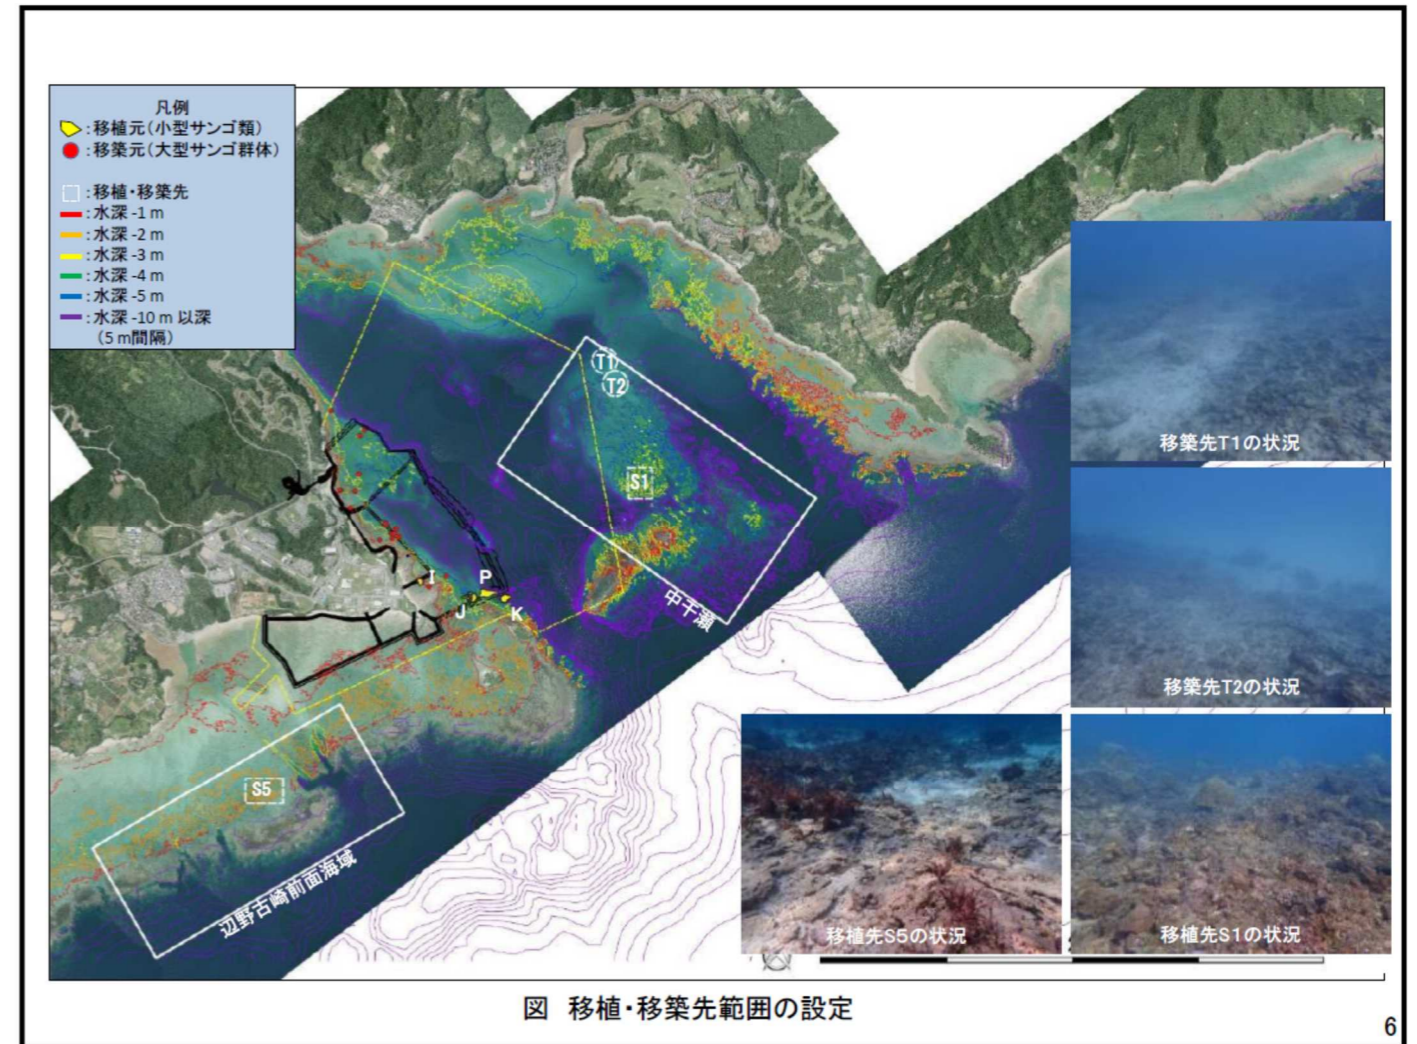 凡例
:移植元(小型サンゴ類)
:移築元(大型サンゴ群体)
:移植・移築先
:水深 -1 m
:水深 -2 m
:水深 -3 m
:水深 -4 m
:水深 -5 m
:水深 -10 m 以深
(5 m間隔)
T1
T2
S1
I
P
J
K
中干瀬
S5
辺野古崎前面海域
移築先T1の状況
移築先T2の状況
移植先S5の状況
移植先S1の状況
図 移植・移築先範囲の設定
6